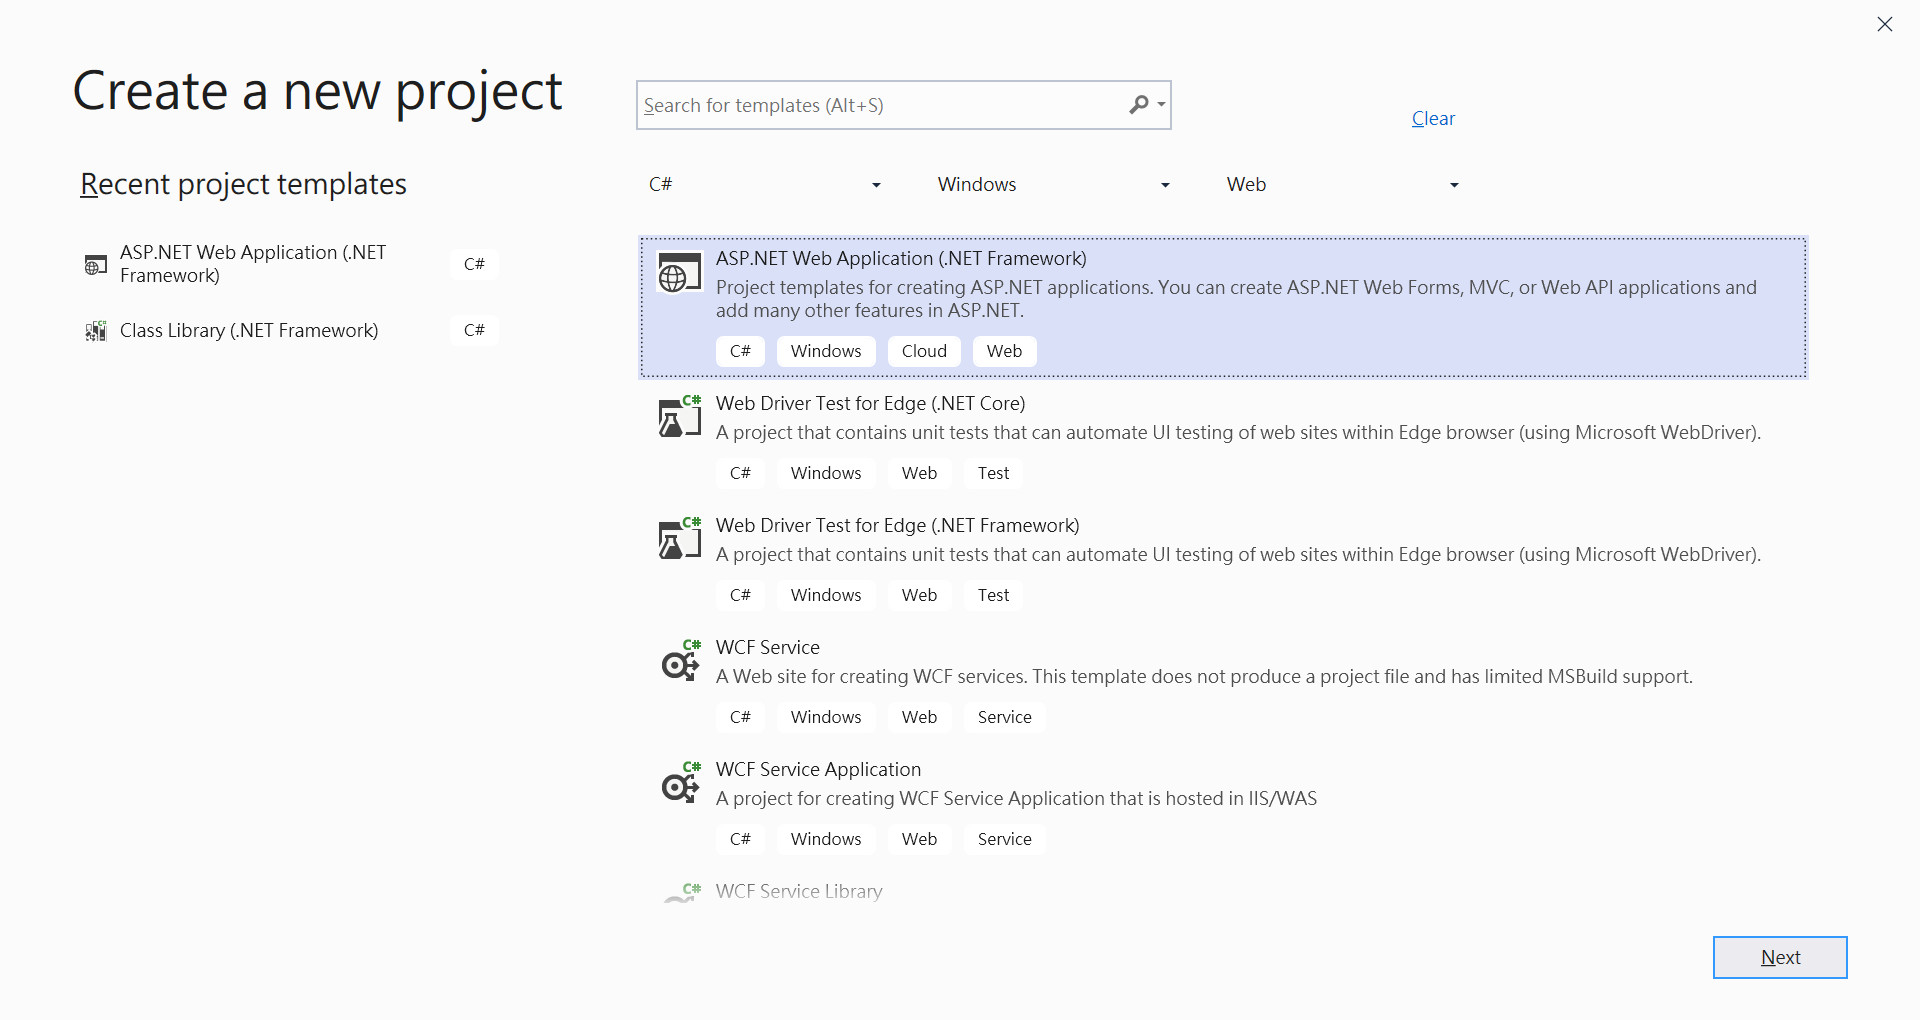 Create a new project
Search for templates (Alt+S)
Clear
Recent project templates
C#
Windows
Web
ASP.NET Web Application (.NET
Framework)
C#
Class Library (.NET Framework)
C#
ASP.NET Web Application (.NET Framework)
Project templates for creating ASP.NET applications. You can create ASP.NET Web Forms, MVC, or Web API applications and
add many other features in ASP.NET.
C# Windows Cloud Web
C#
Web Driver Test for Edge (.NET Core)
A project that contains unit tests that can automate UI testing of web sites within Edge browser (using Microsoft WebDriver).
C# Windows Web Test
C#
Web Driver Test for Edge (.NET Framework)
A project that contains unit tests that can automate UI testing of web sites within Edge browser (using Microsoft WebDriver).
C# Windows Web Test
C#
WCF Service
A Web site for creating WCF services. This template does not produce a project file and has limited MSBuild support.
C# Windows Web Service
C#
WCF Service Application
A project for creating WCF Service Application that is hosted in IIS/WAS
C# Windows Web Service
C#
WCF Service Library
Next